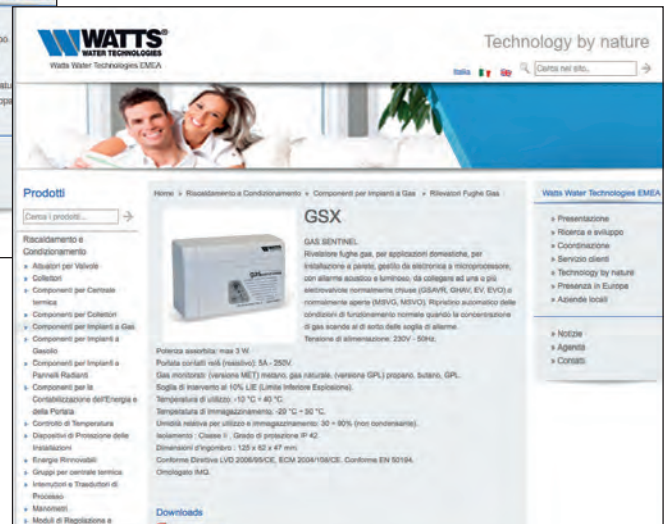 WATTS®
WATER TECHNOLOGIES
Watts Water Technologies EMEA
Technology by nature
Italia
Cerca nel sito..
Prodotti
Cerca i prodotti...
Riscaldamento e
Condizionamento
» Attuatori per Valvole
» Collettori
» Componenti per Centrale
termica
» Componenti per Collettori
» Componenti per Impianti a Gas
» Componenti per Impianti a
Gasolio
» Componenti per Impianti a
Pannelli Radianti
» Componenti per la
Contabilizzazione dell'Energia e
della Portata
» Controllo di Temperatura
» Dispositivi di Protezione delle
Installazioni
» Energie Rinnovabili
» Gruppi per centrale termica
» Interruttori e Trasduttori di
Processo
» Manometri
» Moduli di Regolazione e
Home » Riscaldamento e Condizionamento » Componenti per Impianti a Gas » Rilevatori Fughe Gas
WATTS
GSX
GAS SENTINEL
Rivelatore fughe gas, per applicazioni domestiche, per
installazione a parete, gestito da elettronica a microprocessore,
con allarme acustico e luminoso, da collegare ad una o più
elettrovalvole normalmente chiuse (GSAVR, GHAV, EV, EVO) o
normalmente aperte (MSVG, MSVO). Ripristino automatico delle
condizioni di funzionamento normale quando la concentrazione
di gas scende al di sotto delle soglia di allarme.
Tensione di alimentazione: 230V - 50Hz.
Potenza assorbita: max 3 W.
Portata contatti relè (resistivo): 5A - 250V.
Gas monitorati: (versione MET) metano, gas naturale, (versione GPL) propano, butano, GPL.
Soglia di intervento al 10% LIE (Limite Inferiore Esplosione).
Temperatura di utilizzo: -10 °C ÷ 40 °C.
Temperatura di immagazzinamento: -20 °C ÷ 50 °C.
Umidità relativa per utilizzo e immagazzinamento: 30 ÷ 90% (non condensante).
Isolamento : Classe II . Grado di protezione IP 42.
Dimensioni d'ingombro : 125 x 82 x 47 mm
Conforme Direttiva LVD 2006/95/CE, ECM 2004/108/CE. Conforme EN 50194.
Omologato IMQ.
Downloads
Watts Water Technologies EMEA
» Presentazione
» Ricerca e sviluppo
» Coordinazione
» Servizio clienti
» Technology by nature
» Presenza in Europa
» Aziende locali
» Notizie
» Agenda
» Contatti